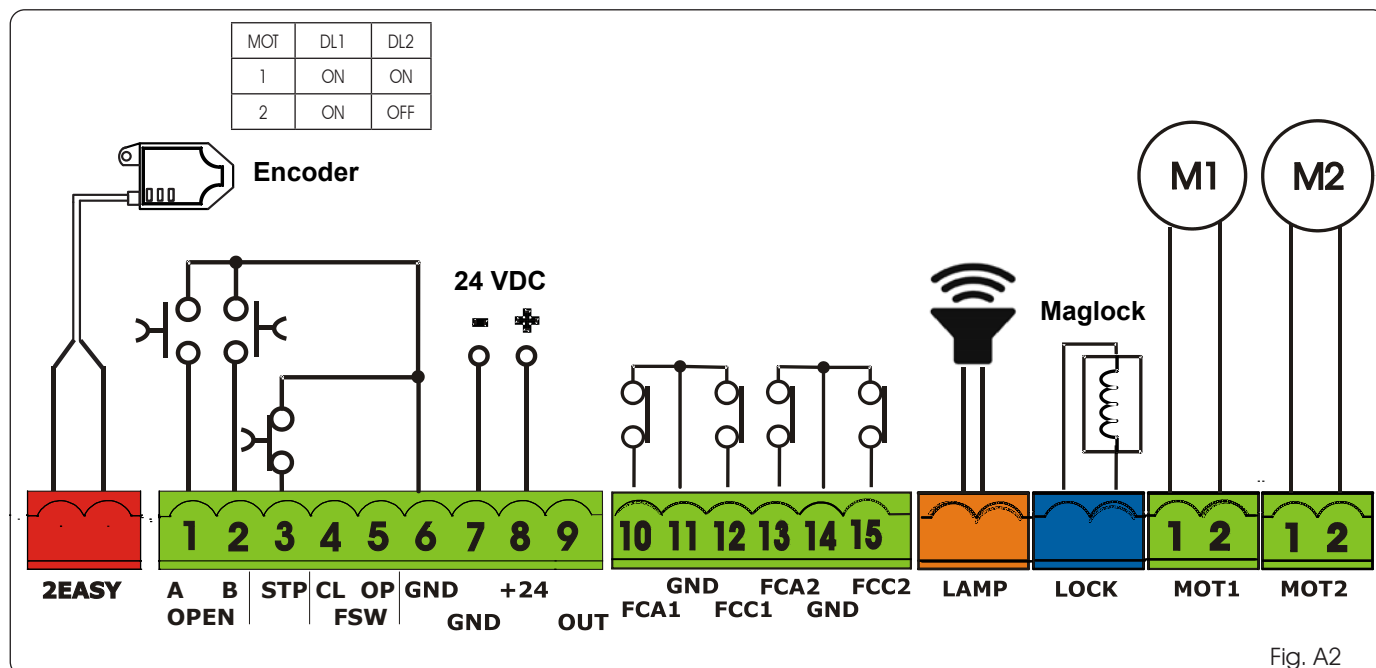 MOT DL1 DL2
1 ON ON
2 ON OFF
Encoder
24 VDC
- +
M1 M2
Maglock
1 2 3 4 5 6 7 8 9 10 11 12 13 14 15 1 2 1 2
2EASY A B STP CL OP GND +24 GND FCA2 FCC2 LAMP LOCK MOT1 MOT2
OPEN FSW GND OUT FCA1 FCC1 GND
Fig. A2